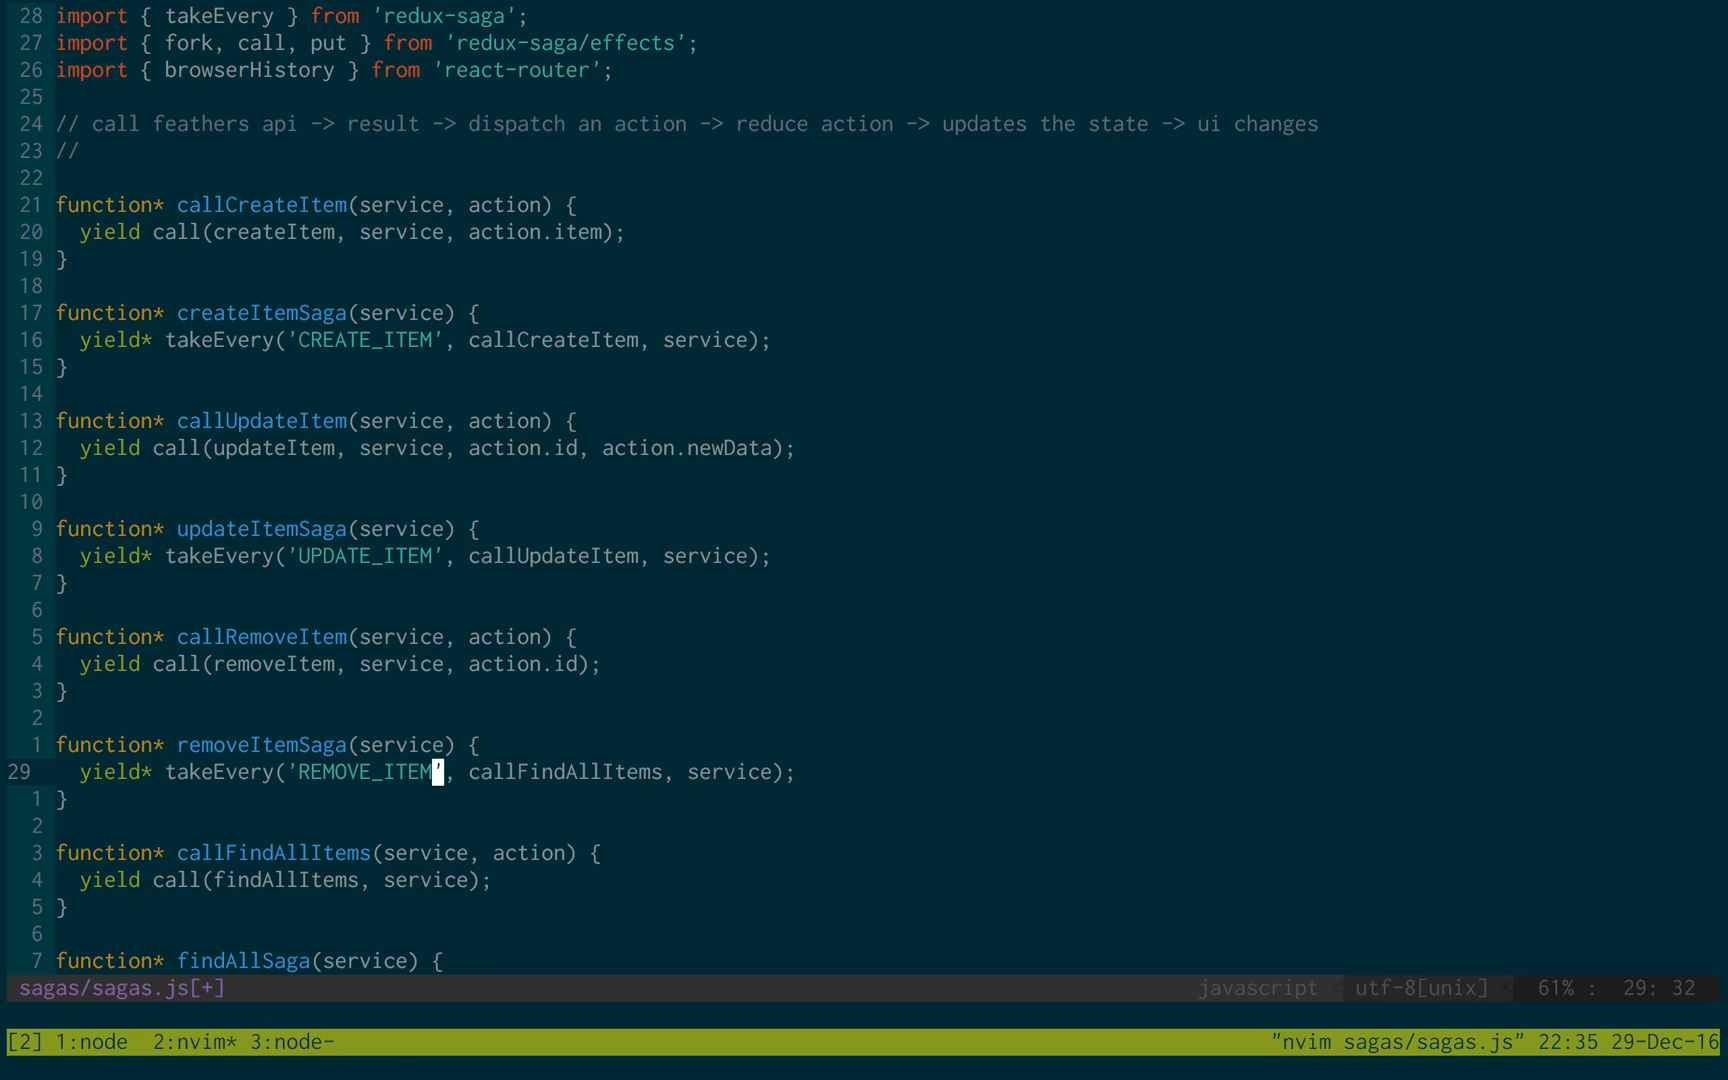 28 import { takeEvery } from 'redux-saga';
27 import { fork, call, put } from 'redux-saga/effects';
26 import { browserHistory } from 'react-router';
25
24 // call feathers api -> result -> dispatch an action -> reduce action -> updates the state -> ui changes
23 //
22
21 function* callCreateItem(service, action) {
20   yield call(createItem, service, action.item);
19 }
18
17 function* createItemSaga(service) {
16   yield* takeEvery('CREATE_ITEM', callCreateItem, service);
15 }
14
13 function* callUpdateItem(service, action) {
12   yield call(updateItem, service, action.id, action.newData);
11 }
10
9 function* updateItemSaga(service) {
8   yield* takeEvery('UPDATE_ITEM', callUpdateItem, service);
7 }
6
5 function* callRemoveItem(service, action) {
4   yield call(removeItem, service, action.id);
3 }
2
1 function* removeItemSaga(service) {
29   yield* takeEvery('REMOVE_ITEM', callFindAllItems, service);
1 }
2
3 function* callFindAllItems(service, action) {
4   yield call(findAllItems, service);
5 }
6
7 function* findAllSaga(service) {
sagas/sagas.js[+] javascript < utf-8[unix] < 61% : 29: 32
[2] 1:node  2:nvim* 3:node- "nvim sagas/sagas.js" 22:35 29-Dec-16